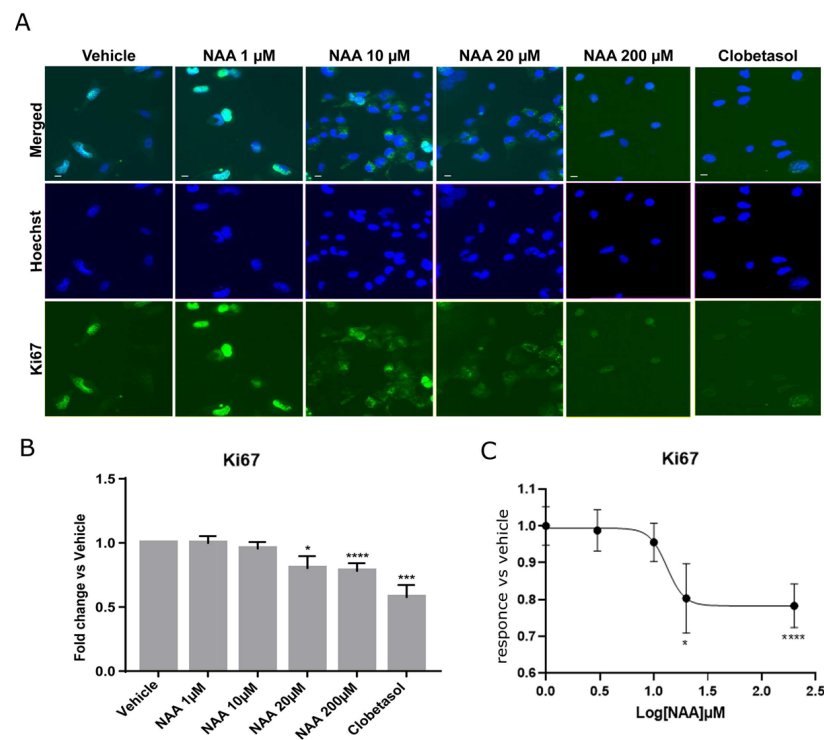 A
Vehicle NAA 1 µM NAA 10 µM NAA 20 µM NAA 200 µM Clobetasol
Merged
Hoechst
Ki67
B
Ki67
Fold change vs Vehicle
1.5
1.0
0.5
0.0
*
****
***
Vehicle
NAA 1µM
NAA 10µM
NAA 20µM
NAA 200µM
Clobetasol
C
Ki67
responce vs vehicle
1.1
1.0
0.9
0.8
0.7
0.6
*
****
0.0 0.5 1.0 1.5 2.0 2.5
Log[NAA]µM